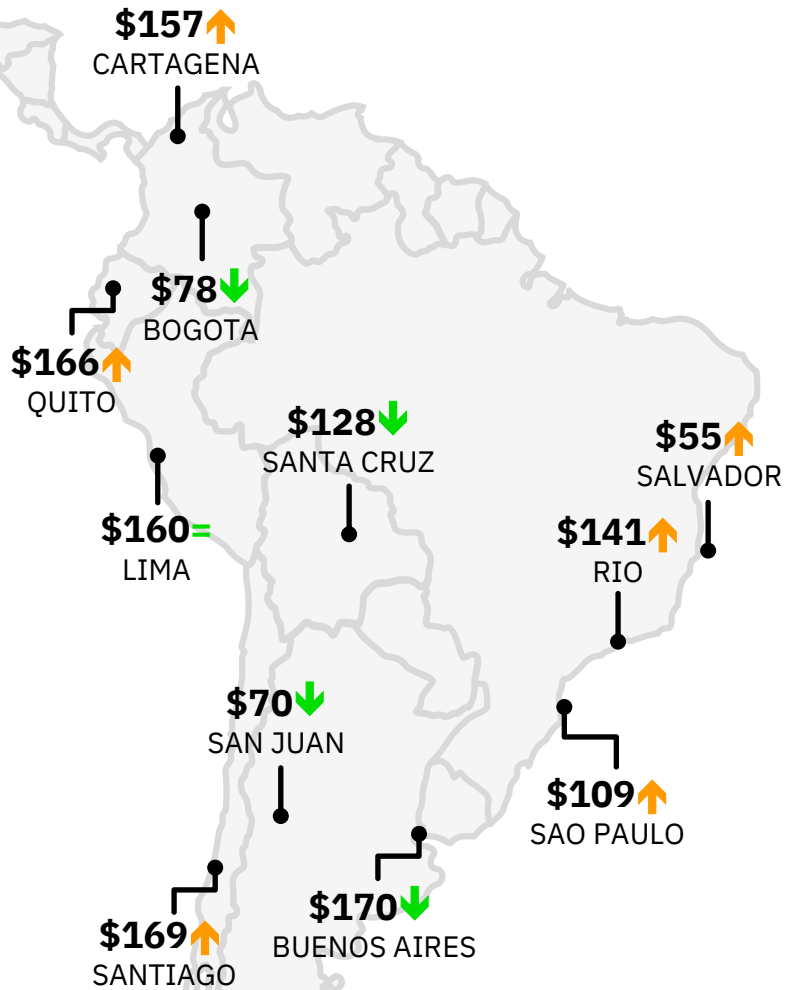 $157↑
CARTAGENA
$78↓
BOGOTA
$166↑
QUITO
$128↓
SANTA CRUZ
$55↑
SALVADOR
$160=
LIMA
$141↑
RIO
$70↓
SAN JUAN
$109↑
SAO PAULO
$170↓
BUENOS AIRES
$169↑
SANTIAGO